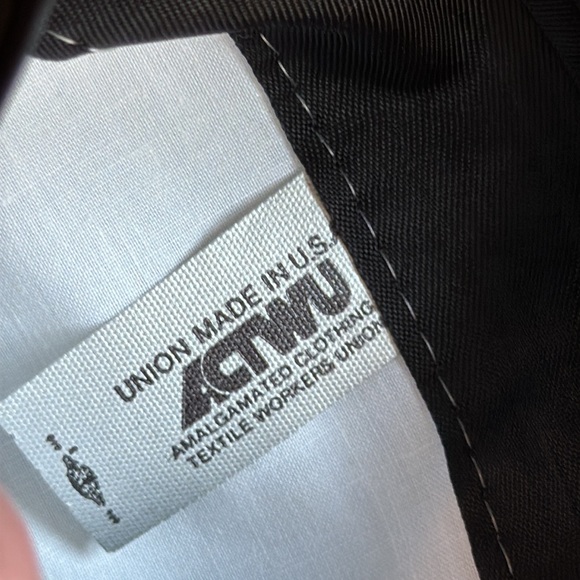 UNION MADE IN U.S.
ACTWU
AMALGAMATED CLOTHING
TEXTILE WORKERS UNION